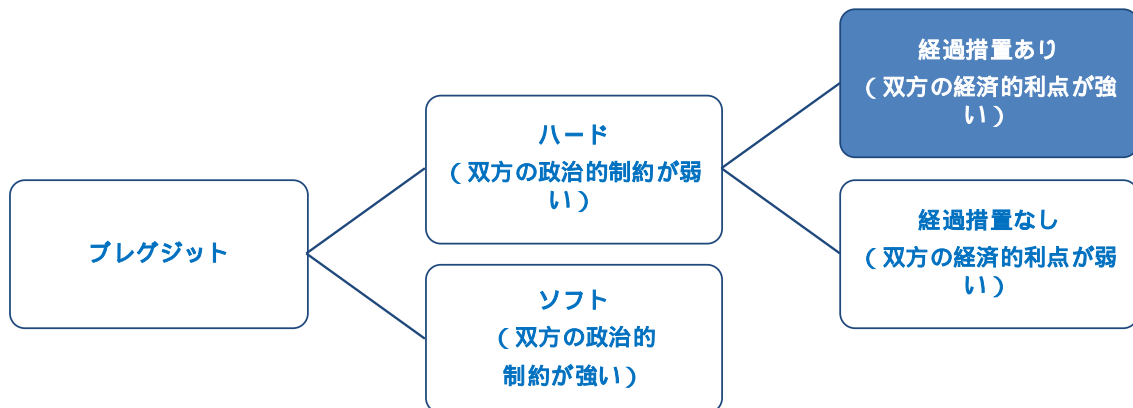 ブレグジット
ハード
（双方の政治的制約が弱
い）
ソフト
（双方の政治的
制約が強い）
経過措置あり
（双方の経済的利点が強
い）
経過措置なし
（双方の経済的利点が弱
い）